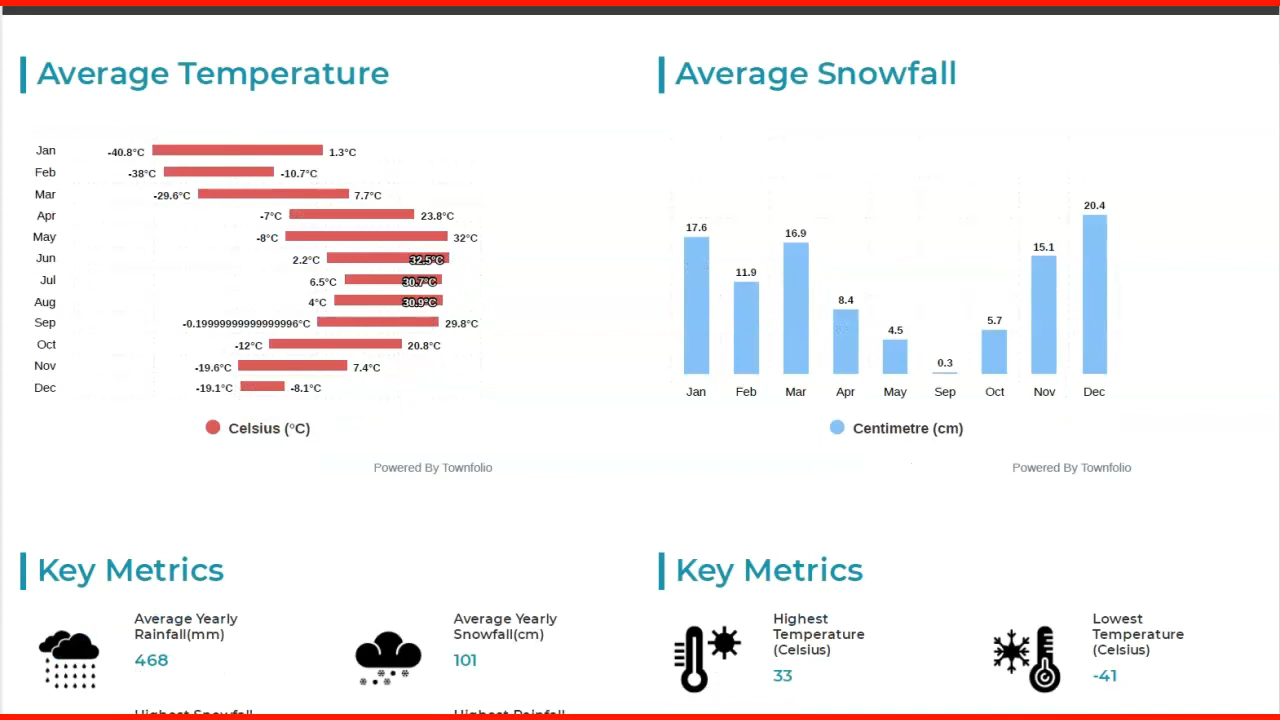 Average Temperature
Average Snowfall
Jan -40.8°C 1.3°C
Feb -38°C -10.7°C
Mar -29.6°C 7.7°C
Apr -7°C 23.8°C
May -8°C 32°C
Jun 2.2°C 32.5°C
Jul 6.5°C 30.7°C
Aug 4°C 30.9°C
Sep -0.19999999999999996°C 29.8°C
Oct -12°C 20.8°C
Nov -19.6°C 7.4°C
Dec -19.1°C -8.1°C
Celsius (°C)
Powered By Townfolio
17.6 11.9 16.9 8.4 4.5 0.3 5.7 15.1 20.4
Jan Feb Mar Apr May Sep Oct Nov Dec
Centimetre (cm)
Powered By Townfolio
Key Metrics
Average Yearly
Rainfall(mm)
468
Average Yearly
Snowfall(cm)
101
Highest Snowfall
Highest Rainfall
Key Metrics
Highest
Temperature
(Celsius)
33
Lowest
Temperature
(Celsius)
-41